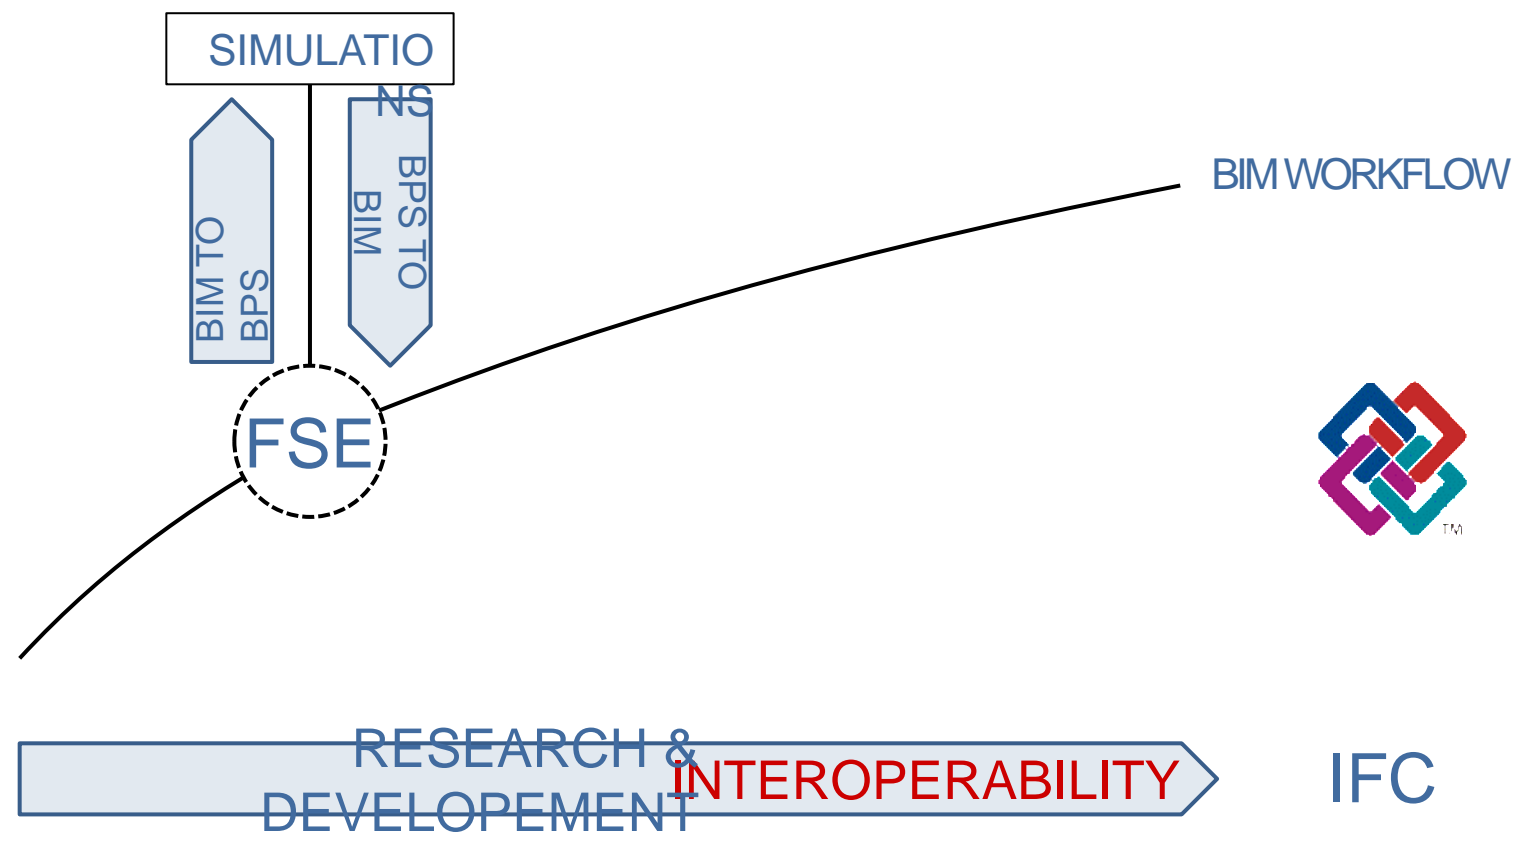 SIMULATIO
NS
BIM TO
BPS
BPS TO
BIM
BIM WORKFLOW
FSE
TM
RESEARCH &
DEVELOPEMENT
INTEROPERABILITY
IFC